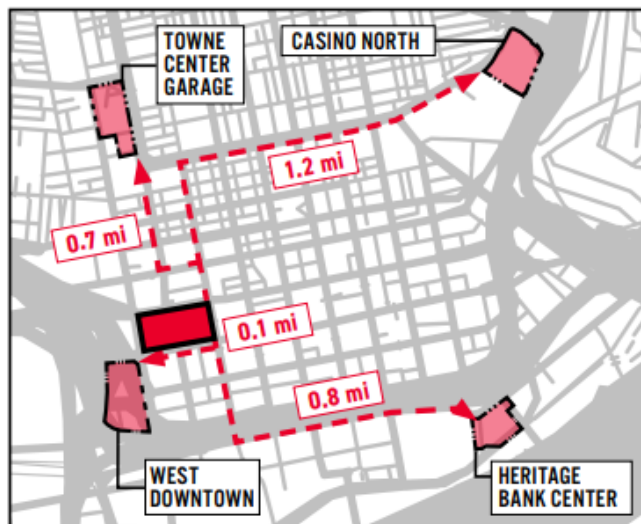 TOWNE
CENTER
GARAGE
CASINO NORTH
1.2 mi
0.7 mi
0.1 mi
0.8 mi
WEST
DOWNTOWN
HERITAGE
BANK CENTER